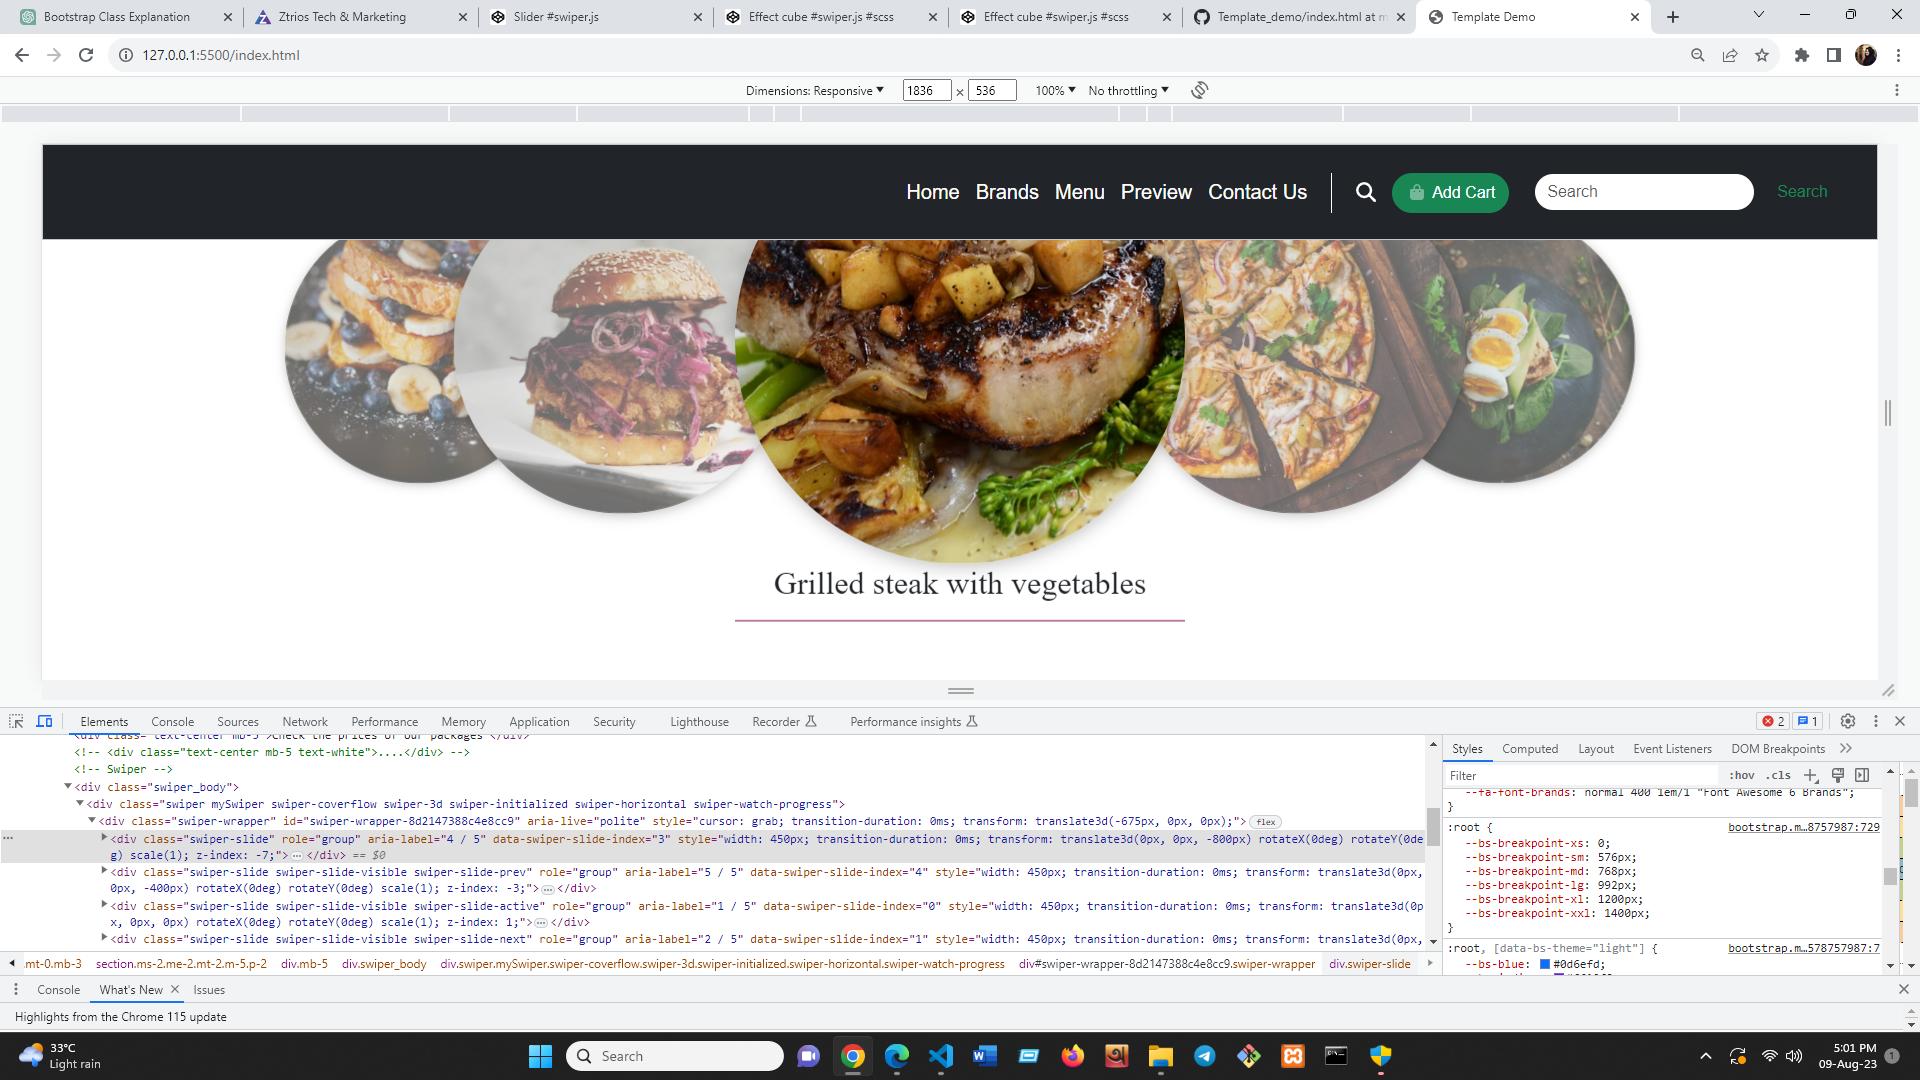 Bootstrap Class Explanation
Ztrios Tech & Marketing
Slider #swiper.js
Effect cube #swiper.js #scss
Effect cube #swiper.js #scss
Template_demo/index.html at m
Template Demo
127.0.0.1:5500/index.html
Dimensions: Responsive
1836 × 536
100%
No throttling
Home
Brands
Menu
Preview
Contact Us
Add Cart
Search
Search
Grilled steak with vegetables
Elements
Console
Sources
Network
Performance
Memory
Application
Security
Lighthouse
Recorder
Performance insights
2
1
<div class="text-center mb-5">Check the prices of our packages </div>
<!-- <div class="text-center mb-5 text-white">....</div> -->
<!-- Swiper -->
<div class="swiper_body">
<div class="swiper mySwiper swiper-coverflow swiper-3d swiper-initialized swiper-horizontal swiper-watch-progress">
<div class="swiper-wrapper" id="swiper-wrapper-8d2147388c4e8cc9" aria-live="polite" style="cursor: grab; transition-duration: 0ms; transform: translate3d(-675px, 0px, 0px);"> flex
<div class="swiper-slide" role="group" aria-label="4 / 5" data-swiper-slide-index="3" style="width: 450px; transition-duration: 0ms; transform: translate3d(0px, 0px, -800px) rotateX(0deg) rotateY(0de
g) scale(1); z-index: -7;"> … </div> == $0
<div class="swiper-slide swiper-slide-visible swiper-slide-prev" role="group" aria-label="5 / 5" data-swiper-slide-index="4" style="width: 450px; transition-duration: 0ms; transform: translate3d(0px,
0px, -400px) rotateX(0deg) rotateY(0deg) scale(1); z-index: -3;"> … </div>
<div class="swiper-slide swiper-slide-visible swiper-slide-active" role="group" aria-label="1 / 5" data-swiper-slide-index="0" style="width: 450px; transition-duration: 0ms; transform: translate3d(0p
x, 0px, 0px) rotateX(0deg) rotateY(0deg) scale(1); z-index: 1;"> … </div>
<div class="swiper-slide swiper-slide-visible swiper-slide-next" role="group" aria-label="2 / 5" data-swiper-slide-index="1" style="width: 450px; transition-duration: 0ms; transform: translate3d(0px,
.mt-0.mb-3
section.ms-2.me-2.mt-2.m-5.p-2
div.mb-5
div.swiper_body
div.swiper.mySwiper.swiper-coverflow.swiper-3d.swiper-initialized.swiper-horizontal.swiper-watch-progress
div#swiper-wrapper-8d2147388c4e8cc9.swiper-wrapper
div.swiper-slide
Styles
Computed
Layout
Event Listeners
DOM Breakpoints
Filter
:hov
.cls
--fa-font-brands: normal 400 1em/1 "Font Awesome 6 Brands";
}
:root {
bootstrap.m…8757987:729
--bs-breakpoint-xs: 0;
--bs-breakpoint-sm: 576px;
--bs-breakpoint-md: 768px;
--bs-breakpoint-lg: 992px;
--bs-breakpoint-xl: 1200px;
--bs-breakpoint-xxl: 1400px;
}
:root, [data-bs-theme="light"] {
bootstrap.m…578757987:7
--bs-blue: #0d6efd;
Console
What's New
Issues
Highlights from the Chrome 115 update
33°C
Light rain
Search
5:01 PM
09-Aug-23
1